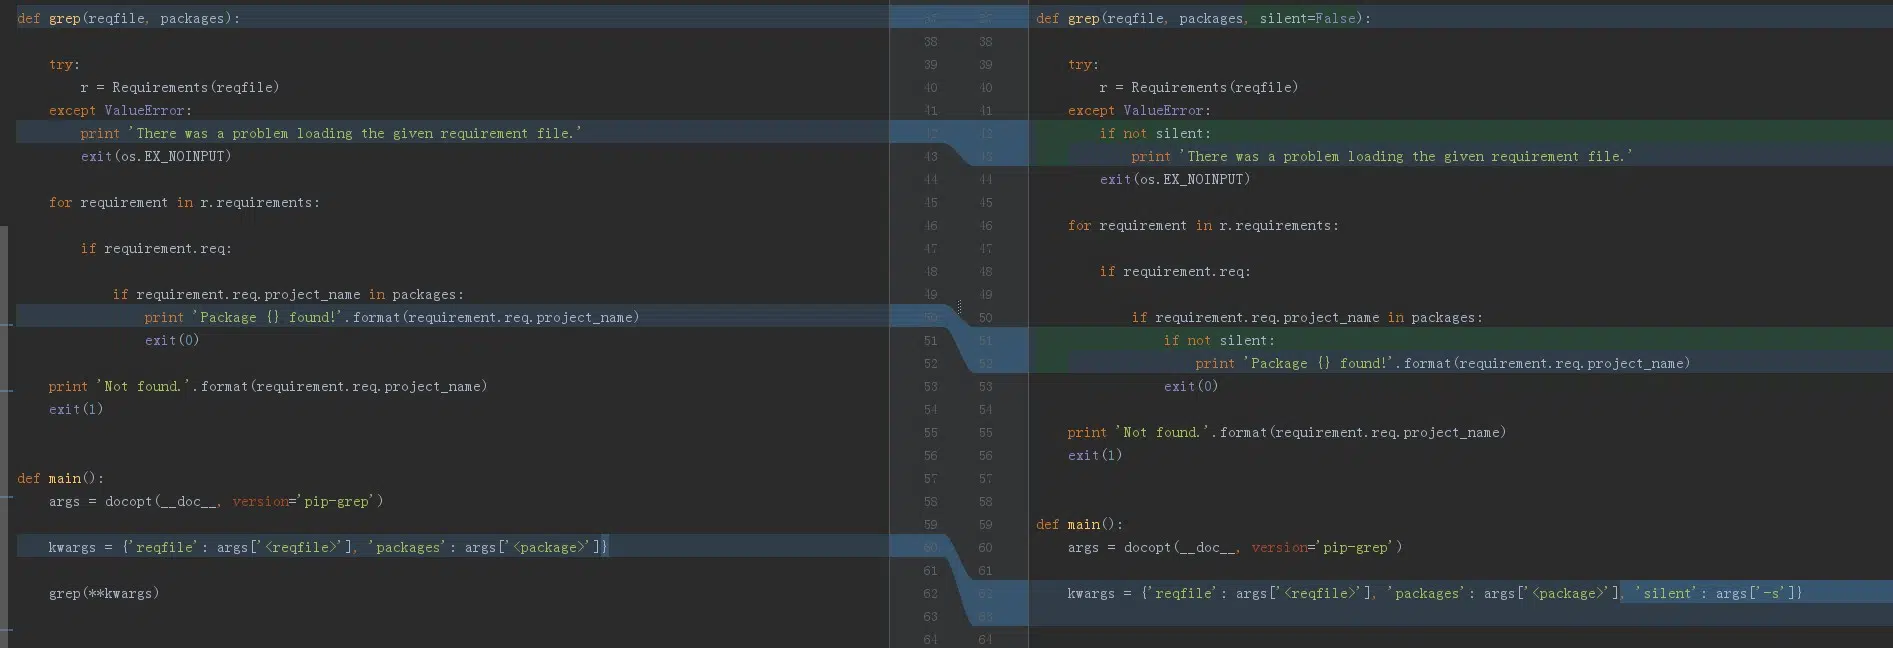 def grep(reqfile, packages):
try:
r = Requirements(reqfile)
except ValueError:
print 'There was a problem loading the given requirement file.'
exit(os.EX_NOINPUT)
for requirement in r.requirements:
if requirement.req:
if requirement.req.project_name in packages:
print 'Package {} found!'.format(requirement.req.project_name)
exit(0)
print 'Not found.'.format(requirement.req.project_name)
exit(1)
def main():
args = docopt(__doc__, version='pip-grep')
kwargs = {'reqfile': args['<reqfile>'], 'packages': args['<package>']}
grep(**kwargs)
37 37
38 38
39 39
40 40
41 41
42 42
43 43
44 44
45 45
46 46
47 47
48 48
49 49
50 50
51 51
52 52
53 53
54 54
55 55
56 56
57 57
58 58
59 59
60 60
61 61
62 62
63 63
64 64
def grep(reqfile, packages, silent=False):
try:
r = Requirements(reqfile)
except ValueError:
if not silent:
print 'There was a problem loading the given requirement file.'
exit(os.EX_NOINPUT)
for requirement in r.requirements:
if requirement.req:
if requirement.req.project_name in packages:
if not silent:
print 'Package {} found!'.format(requirement.req.project_name)
exit(0)
print 'Not found.'.format(requirement.req.project_name)
exit(1)
def main():
args = docopt(__doc__, version='pip-grep')
kwargs = {'reqfile': args['<reqfile>'], 'packages': args['<package>'], 'silent': args['-s']}